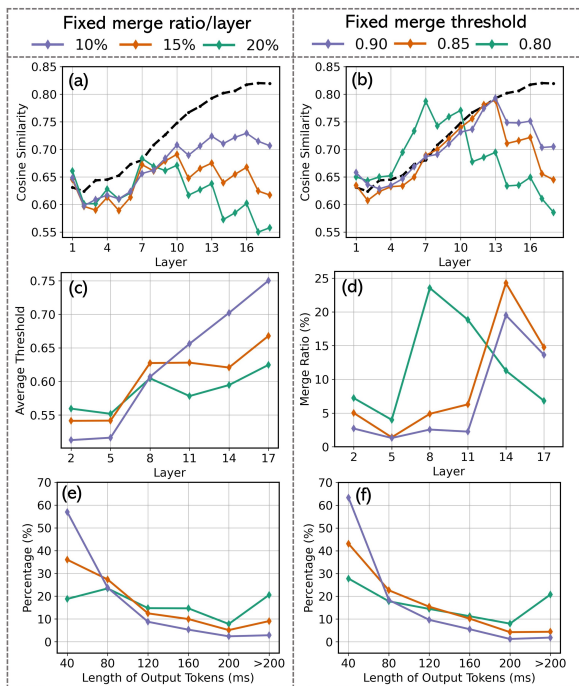 Fixed merge ratio/layer
10% 15% 20%
Fixed merge threshold
0.90 0.85 0.80
(a)
Cosine Similarity
0.85
0.80
0.75
0.70
0.65
0.60
0.55
1 4 7 10 13 16
Layer
(b)
Cosine Similarity
0.85
0.80
0.75
0.70
0.65
0.60
0.55
1 4 7 10 13 16
Layer
(c)
Average Threshold
0.75
0.70
0.65
0.60
0.55
2 5 8 11 14 17
Layer
(d)
Merge Ratio (%)
25
20
15
10
5
0
2 5 8 11 14 17
Layer
(e)
Percentage (%)
70
60
50
40
30
20
10
0
40 80 120 160 200 >200
Length of Output Tokens (ms)
(f)
Percentage (%)
70
60
50
40
30
20
10
0
40 80 120 160 200 >200
Length of Output Tokens (ms)